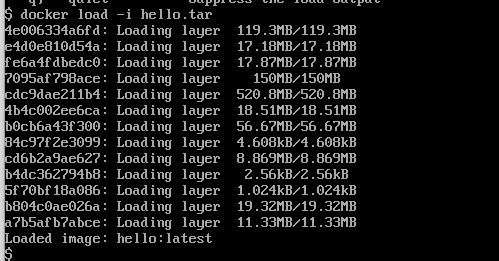 -q, --quiet Suppress the load output
$ docker load -i hello.tar
4e006334a6fd: Loading layer 119.3MB/119.3MB
e4d0e810d54a: Loading layer 17.18MB/17.18MB
fe6a4fdbedc0: Loading layer 17.87MB/17.87MB
7095af798ace: Loading layer 150MB/150MB
cdc9dae211b4: Loading layer 520.8MB/520.8MB
4b4c002ee6ca: Loading layer 18.51MB/18.51MB
b0cb6a43f300: Loading layer 56.67MB/56.67MB
84c97f2e3099: Loading layer 4.608kB/4.608kB
cd6b2a9ae627: Loading layer 8.869MB/8.869MB
b4dc362794b8: Loading layer 2.56kB/2.56kB
5f70bf18a086: Loading layer 1.024kB/1.024kB
b804c0ae026a: Loading layer 19.32MB/19.32MB
a7b5afb7abce: Loading layer 11.33MB/11.33MB
Loaded image: hello:latest
$